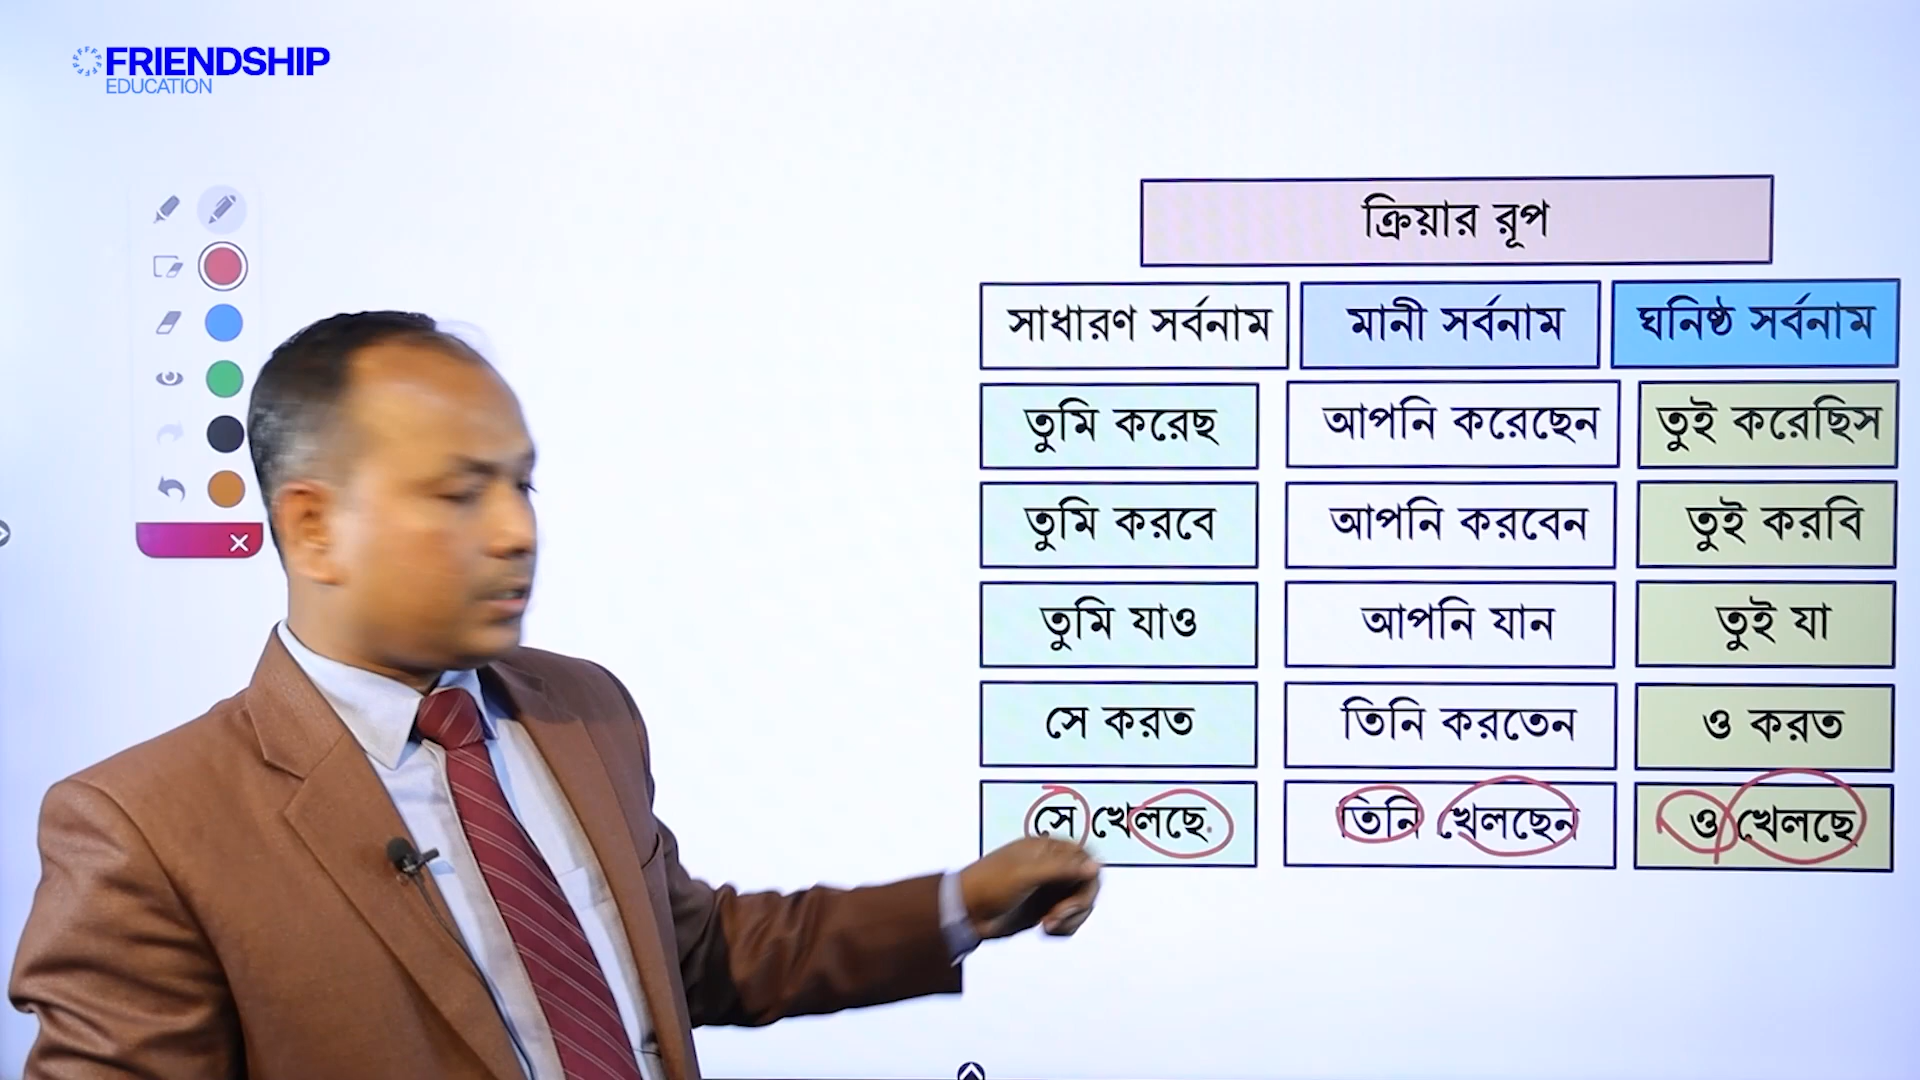 FRIENDSHIP
EDUCATION
ক্রিয়ার রূপ
সাধারণ সর্বনাম মানী সর্বনাম ঘনিষ্ঠ সর্বনাম
তুমি করেছ আপনি করেছেন তুই করেছিস
তুমি করবে আপনি করবেন তুই করবি
তুমি যাও আপনি যান তুই যা
সে করত তিনি করতেন ও করত
সে খেলছে তিনি খেলছেন ও খেলছে